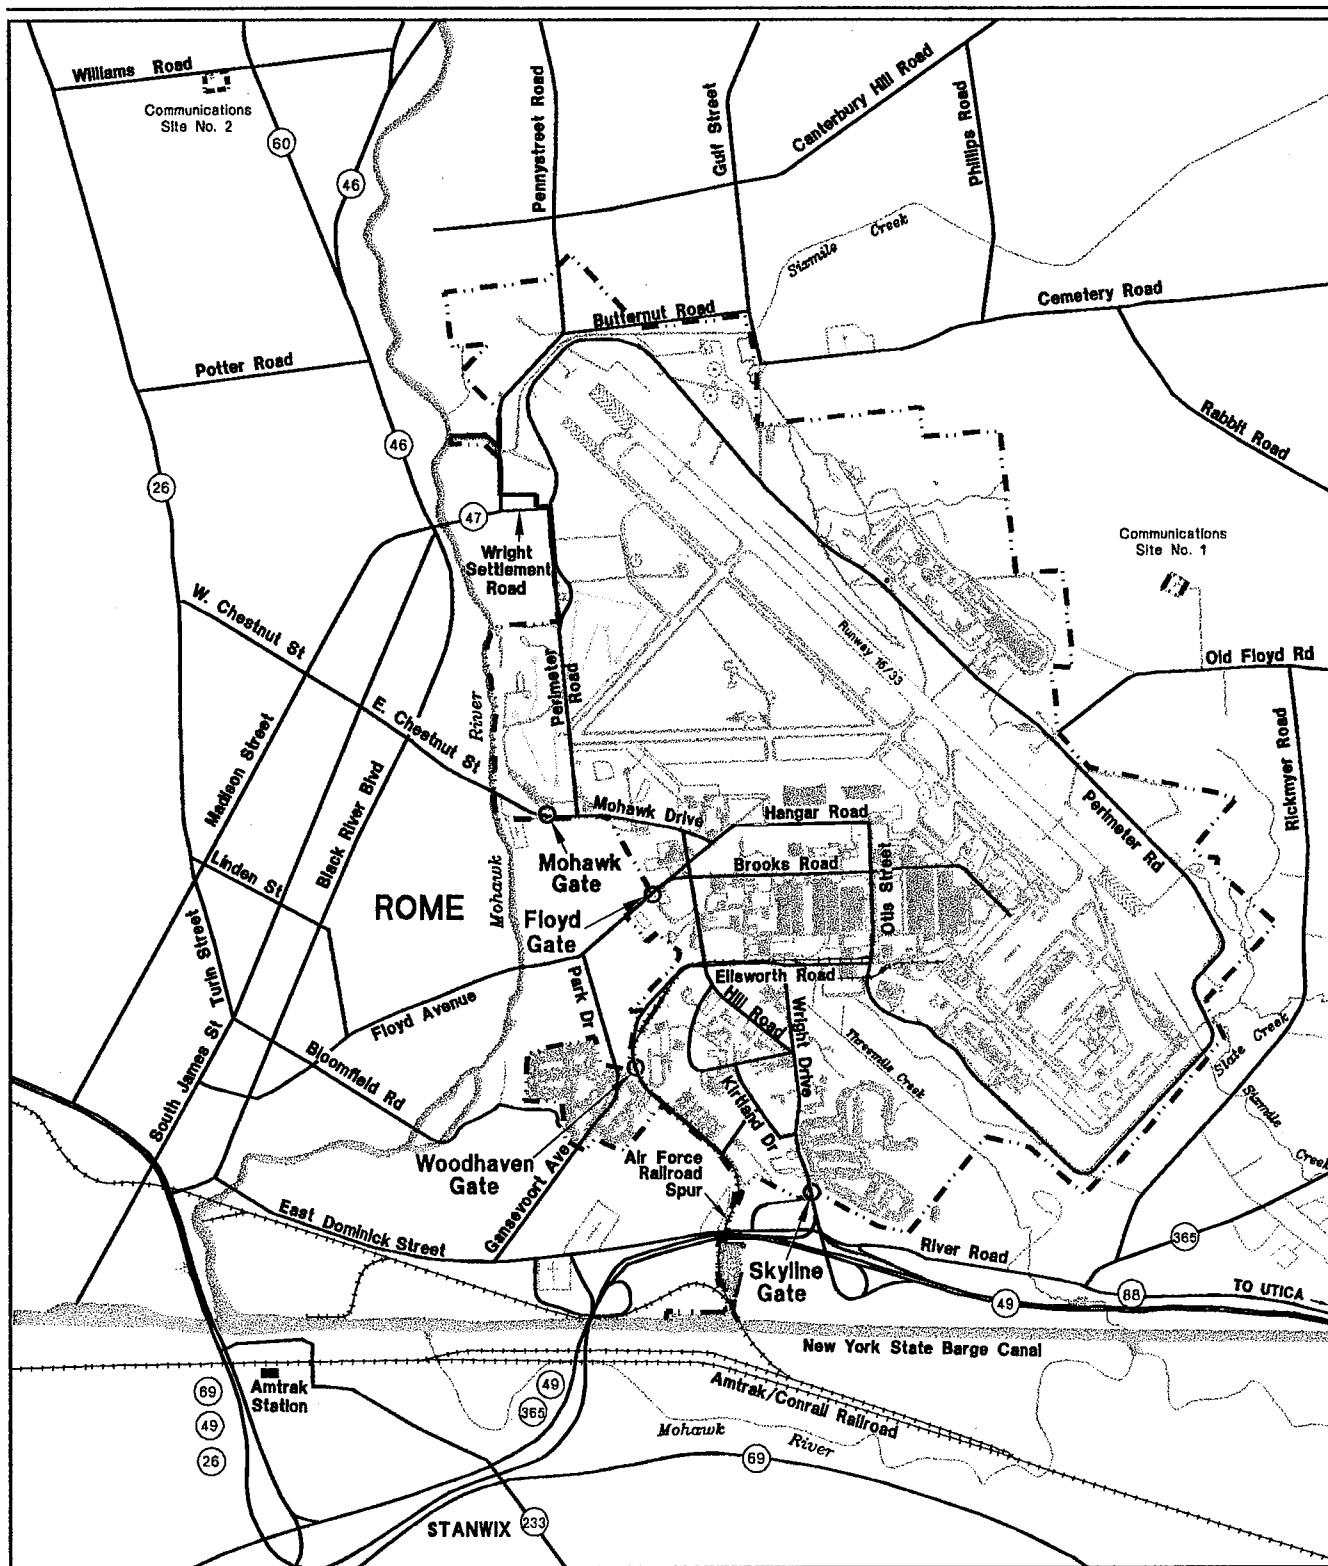 Williams Road
Communications
Site No. 2
60
46
Pennystreet Road
Gulf Street
Canterbury Hill Road
Phillips Road
Sixmile Creek
Cemetery Road
Butternut Road
Potter Road
Rabbit Road
46
26
47
Wright
Settlement
Road
Communications
Site No. 1
W. Chestnut St
Runway 15/33
Old Floyd Rd
Perimeter
Road
River
E. Chestnut St
Madison Street
Rickmyer Road
Black River Blvd
Mohawk Drive
Hangar Road
Perimeter Rd
Linden St
Mohawk
Gate
Brooks Road
Otis Street
ROME
Mohawk
Floyd
Gate
Turin Street
Ellsworth Road
Park Dr
Floyd Avenue
Hill Road
Wright Drive
Threemile Creek
Slate Creek
South James St
Bloomfield Rd
Kirtland Dr
Sixmile
Creek
Woodhaven
Gate
Gansevoort Ave
Air Force
Railroad
Spur
East Dominick Street
365
River Road
Skyline
Gate
49
88
TO UTICA
New York State Barge Canal
Amtrak
Station
69
49
26
49
365
Amtrak/Conrail Railroad
Mohawk River
69
STANWIX
233